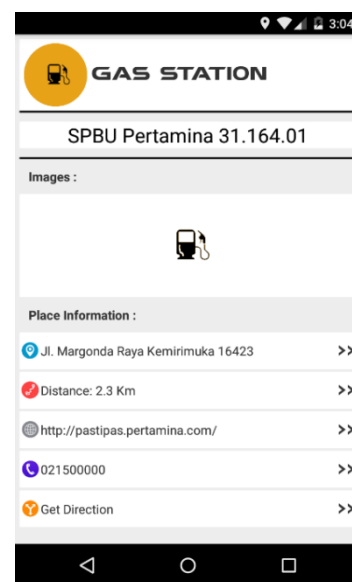 3:04
GAS STATION
SPBU Pertamina 31.164.01
Images :
Place Information :
Jl. Margonda Raya Kemirimuka 16423 >>
Distance: 2.3 Km >>
http://pastipas.pertamina.com/ >>
021500000 >>
Get Direction >>